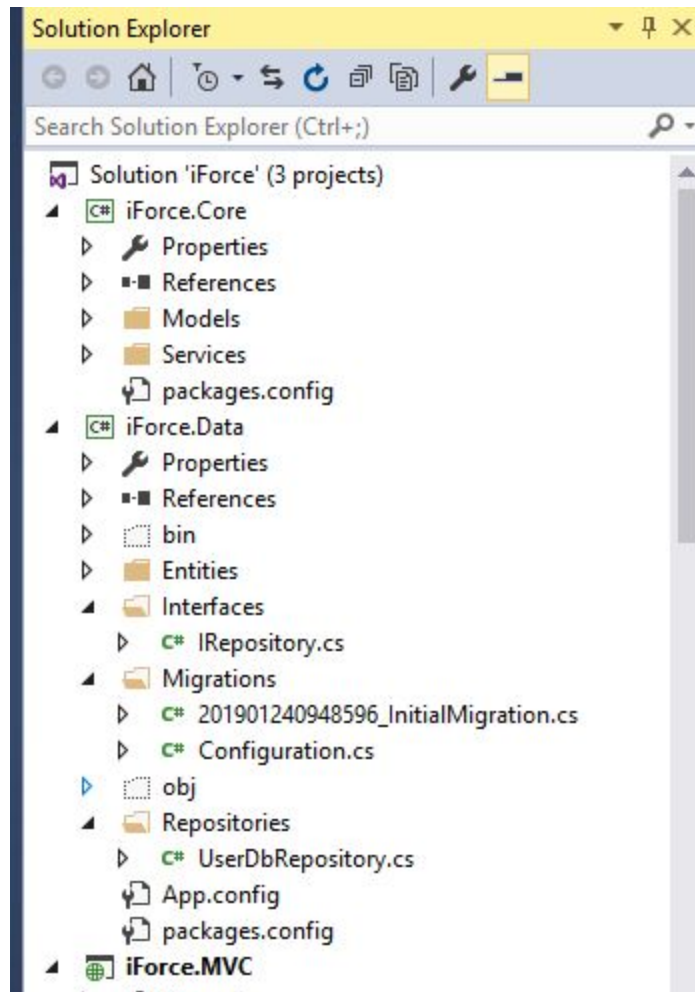 Solution Explorer
Search Solution Explorer (Ctrl+;)
Solution 'iForce' (3 projects)
C# iForce.Core
Properties
References
Models
Services
packages.config
C# iForce.Data
Properties
References
bin
Entities
Interfaces
C# IRepository.cs
Migrations
C# 201901240948596_InitialMigration.cs
C# Configuration.cs
obj
Repositories
C# UserDbRepository.cs
App.config
packages.config
iForce.MVC